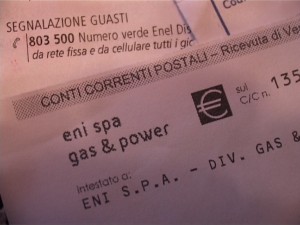 SEGNALAZIONE GUASTI
803 500 Numero verde Enel Dis
da rete fissa e da cellulare tutti i gio
CONTI CORRENTI POSTALI - Ricevuta di Ve
eni spa
gas & power
€
sul
C/C n. 135
Intestato a:
ENI S.P.A. - DIV. GAS &